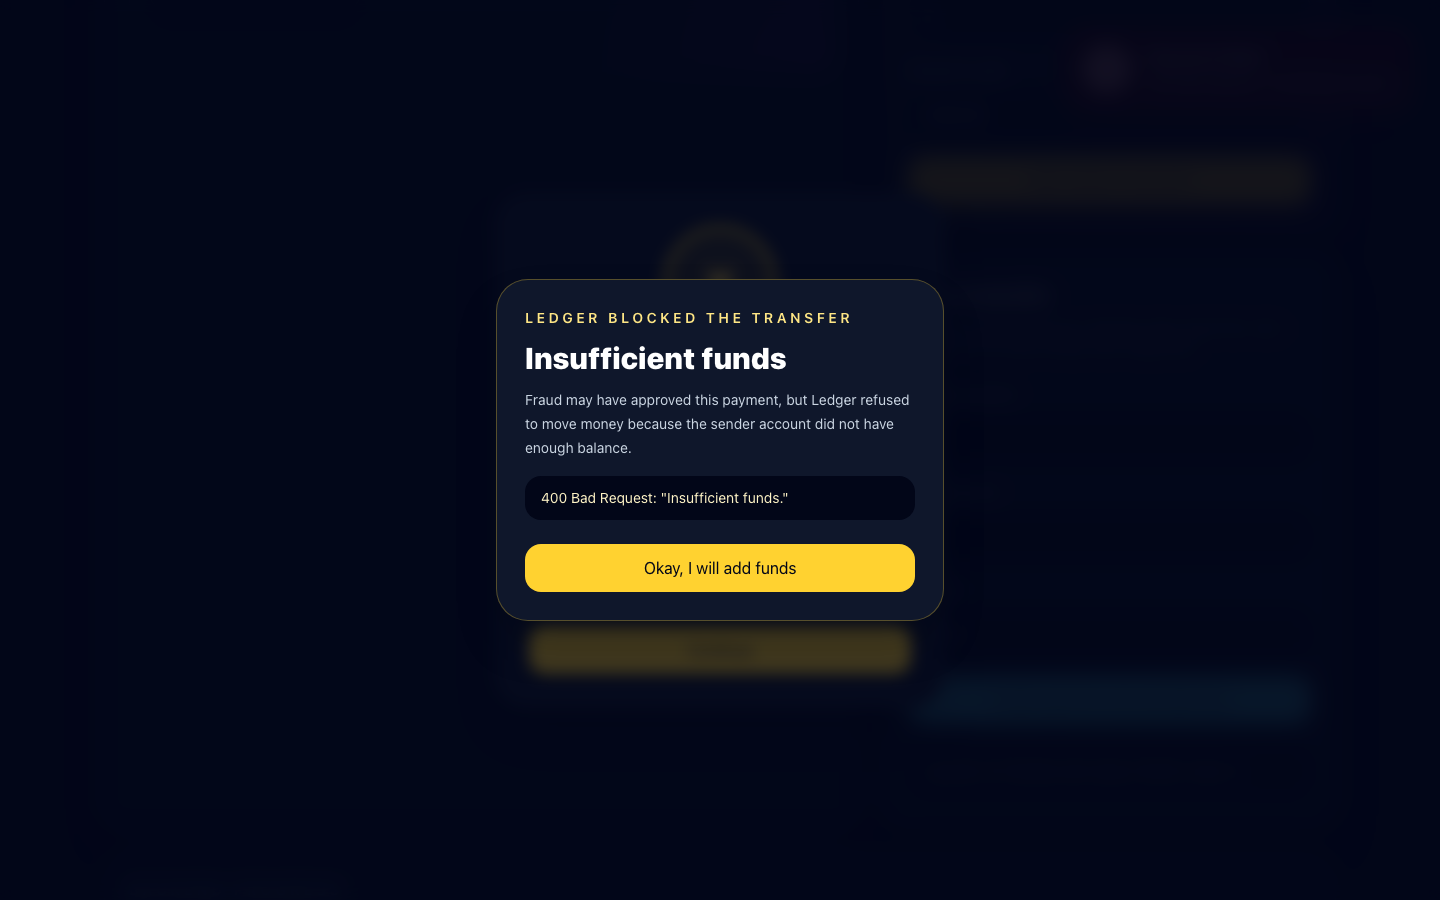 LEDGER BLOCKED THE TRANSFER
Insufficient funds
Fraud may have approved this payment, but Ledger refused
to move money because the sender account did not have
enough balance.
400 Bad Request: "Insufficient funds."
Okay, I will add funds